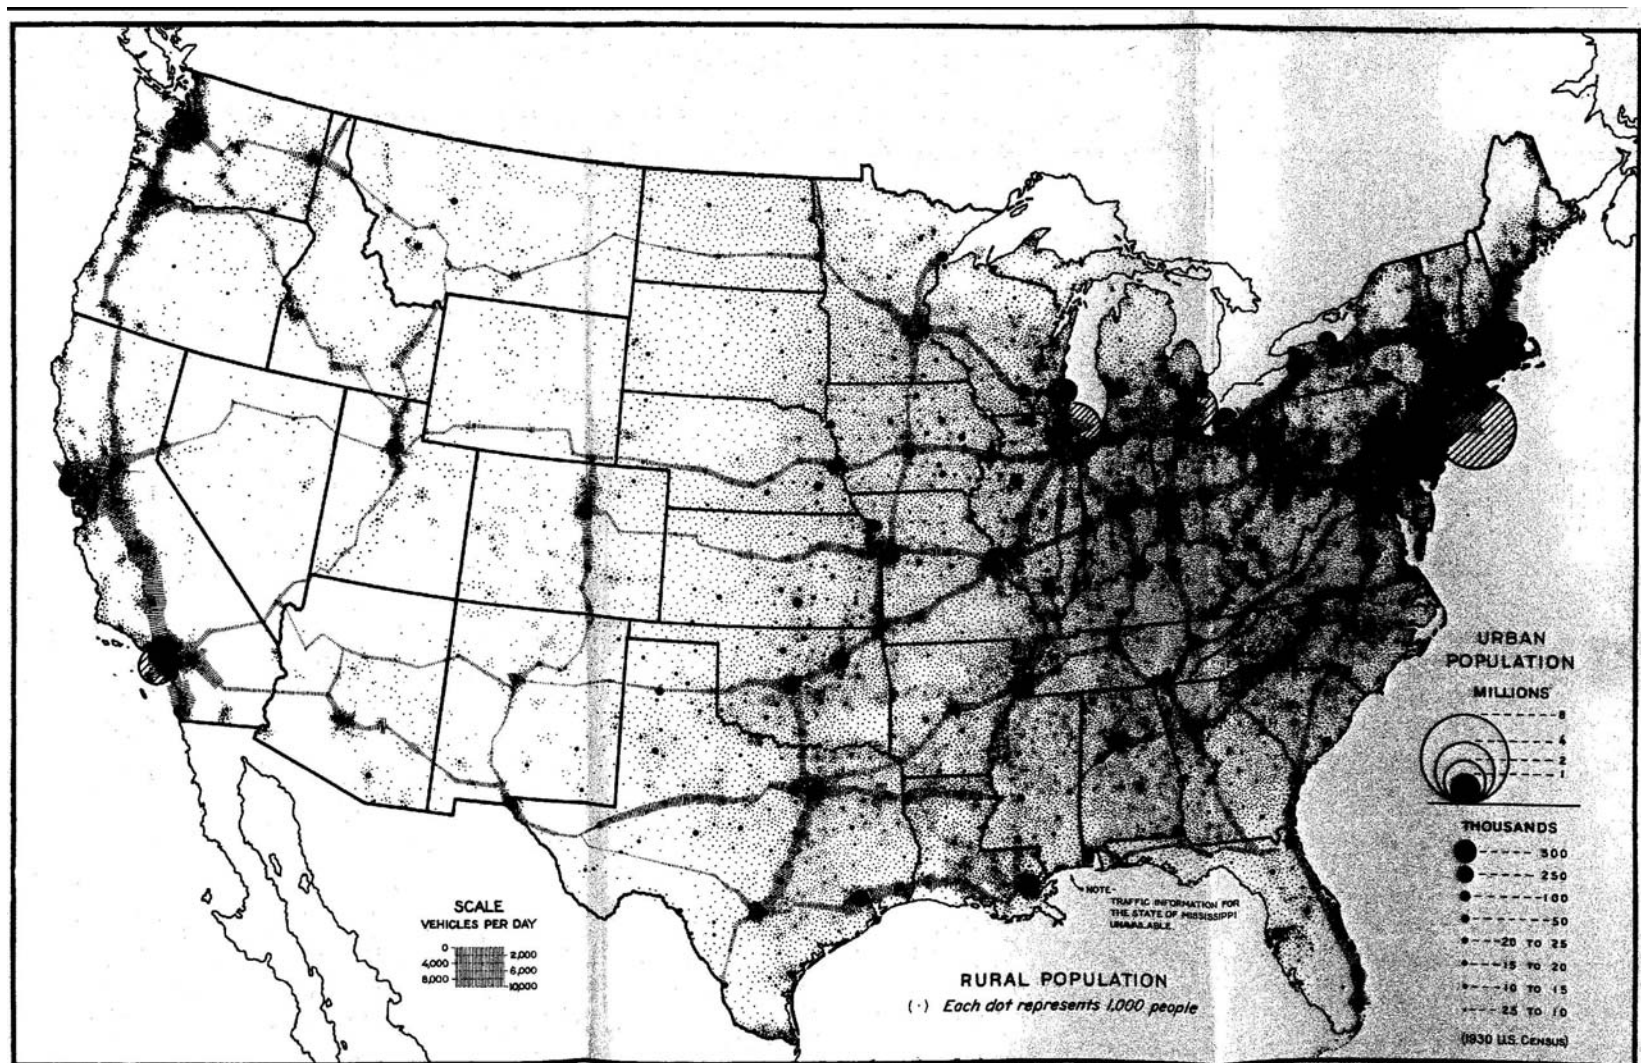 SCALE
VEHICLES PER DAY
0
2,000
4,000
6,000
8,000
10,000
NOTE-
TRAFFIC INFORMATION FOR
THE STATE OF MISSISSIPPI
UNAVAILABLE.
RURAL POPULATION
(·) Each dot represents 1,000 people
URBAN
POPULATION
MILLIONS
8
4
2
1
THOUSANDS
500
250
100
50
20 TO 25
15 TO 20
10 TO 15
2.5 TO 10
(1930 U.S. CENSUS)